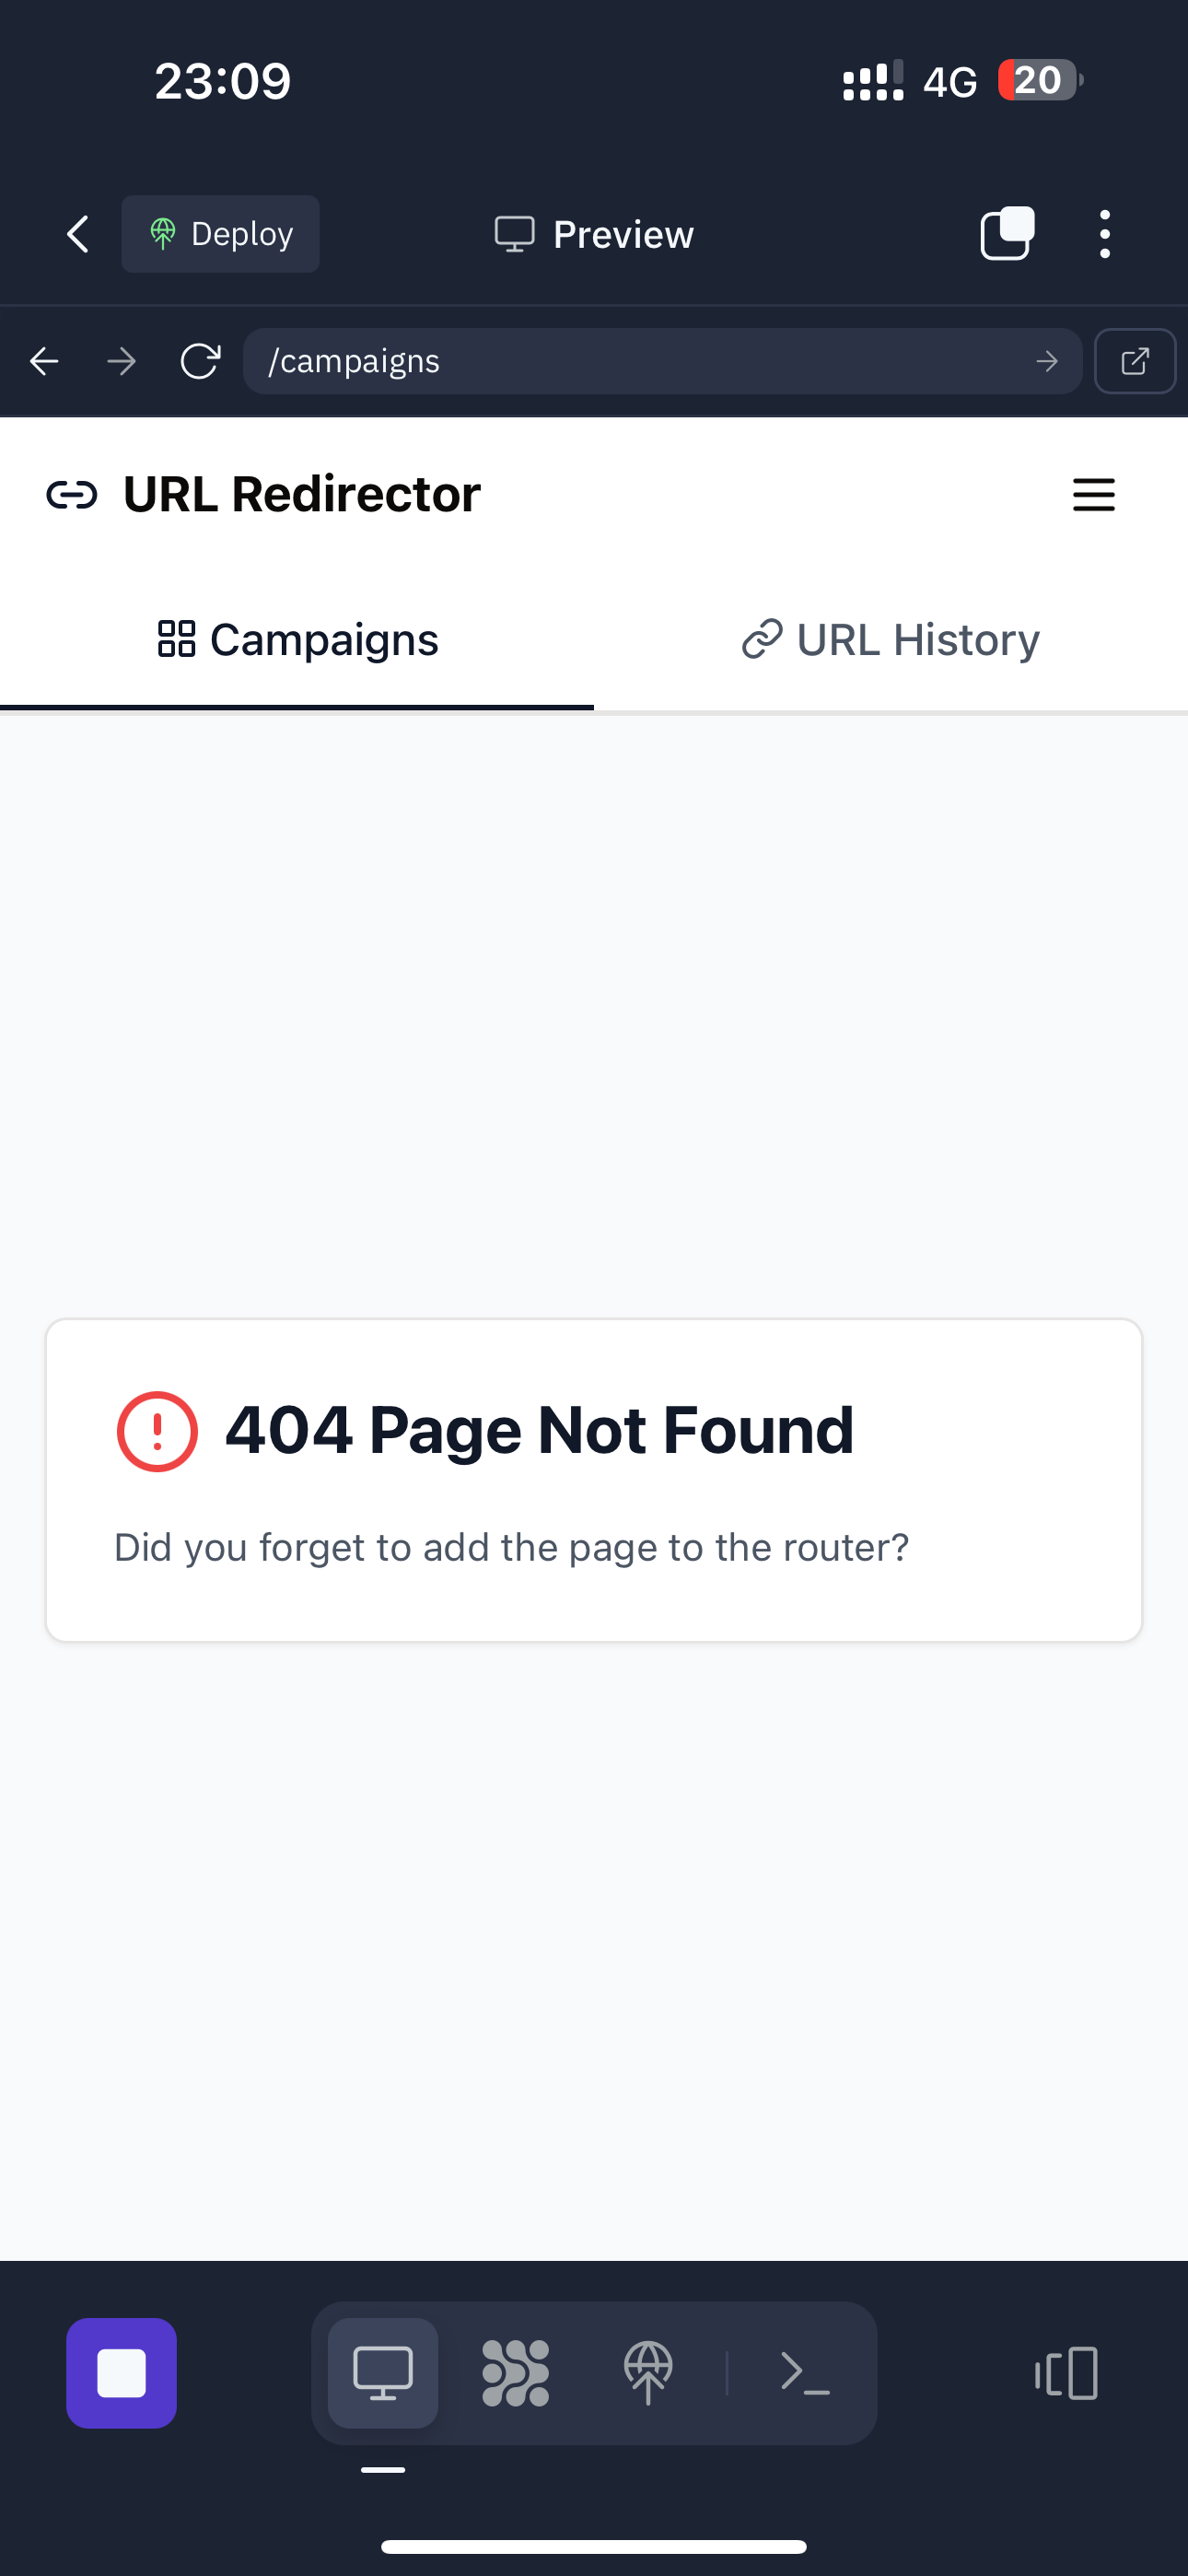 23:09
4G
20
Deploy
Preview
/campaigns
URL Redirector
Campaigns
URL History
404 Page Not Found
Did you forget to add the page to the router?